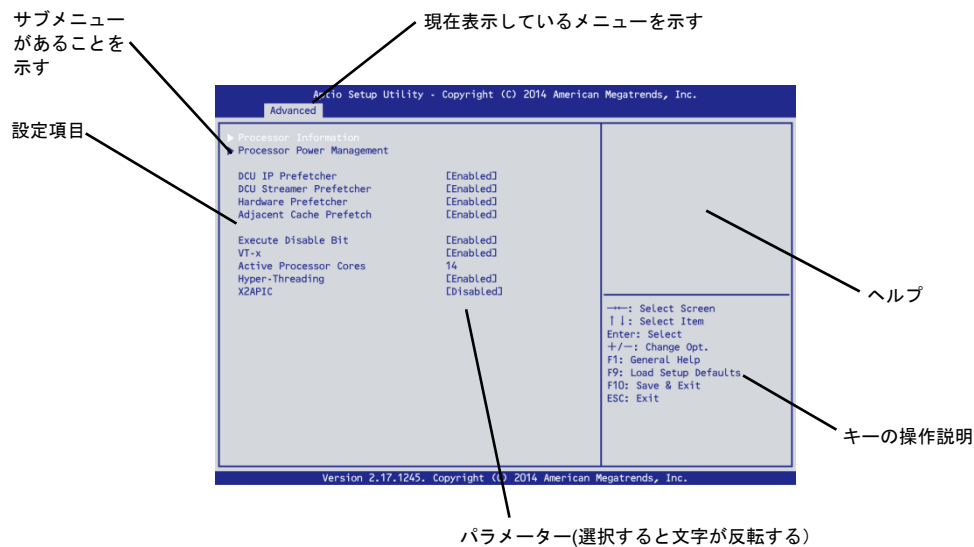 サブメニュー
があることを
示す
現在表示しているメニューを示す
設定項目
Aptio Setup Utility - Copyright (C) 2014 American Megatrends, Inc.
Advanced
▶ Processor Information
▶ Processor Power Management
DCU IP Prefetcher [Enabled]
DCU Streamer Prefetcher [Enabled]
Hardware Prefetcher [Enabled]
Adjacent Cache Prefetch [Enabled]
Execute Disable Bit [Enabled]
VT-x [Enabled]
Active Processor Cores 14
Hyper-Threading [Enabled]
X2APIC [Disabled]
→←: Select Screen
↑↓: Select Item
Enter: Select
+/-: Change Opt.
F1: General Help
F9: Load Setup Defaults
F10: Save & Exit
ESC: Exit
Version 2.17.1245. Copyright (C) 2014 American Megatrends, Inc.
ヘルプ
キーの操作説明
パラメーター(選択すると文字が反転する）